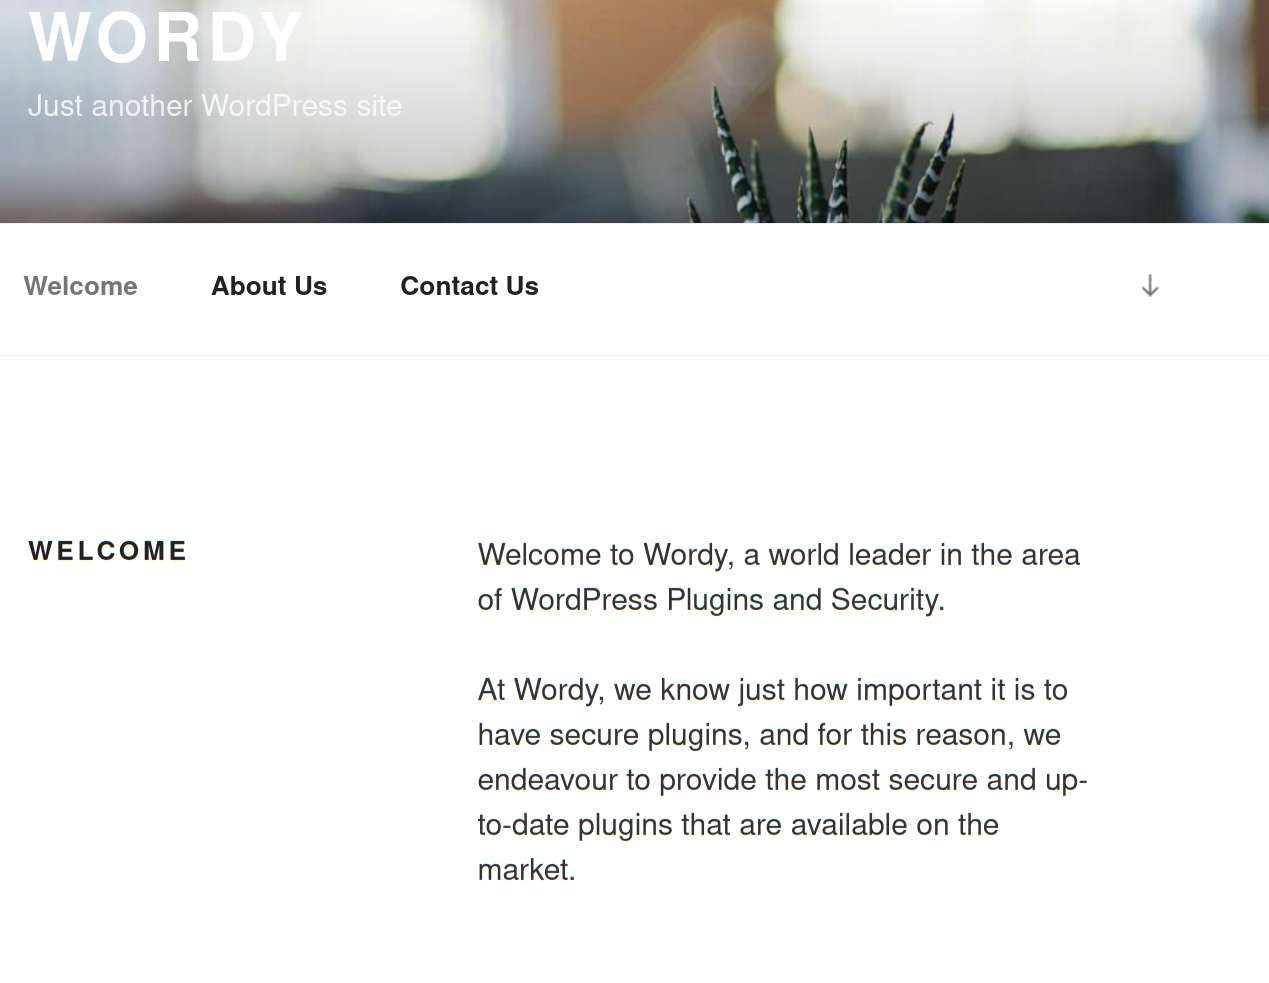 WORDY
Just another WordPress site
Welcome About Us Contact Us
WELCOME
Welcome to Wordy, a world leader in the area
of WordPress Plugins and Security.
At Wordy, we know just how important it is to
have secure plugins, and for this reason, we
endeavour to provide the most secure and up-
to-date plugins that are available on the
market.